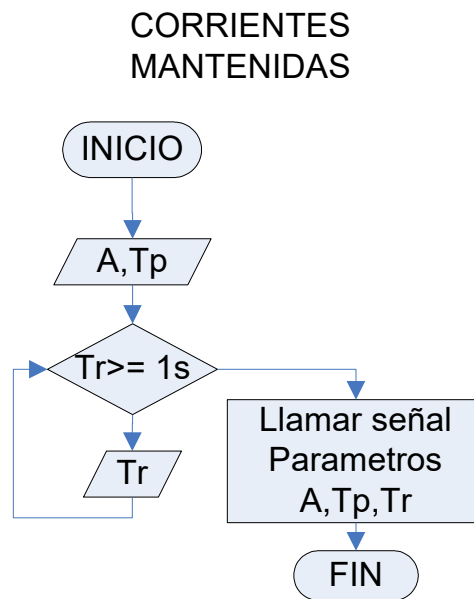 CORRIENTES
MANTENIDAS
INICIO
A,Tp
Tr>= 1s
Tr
Llamar señal
Parametros
A,Tp,Tr
FIN